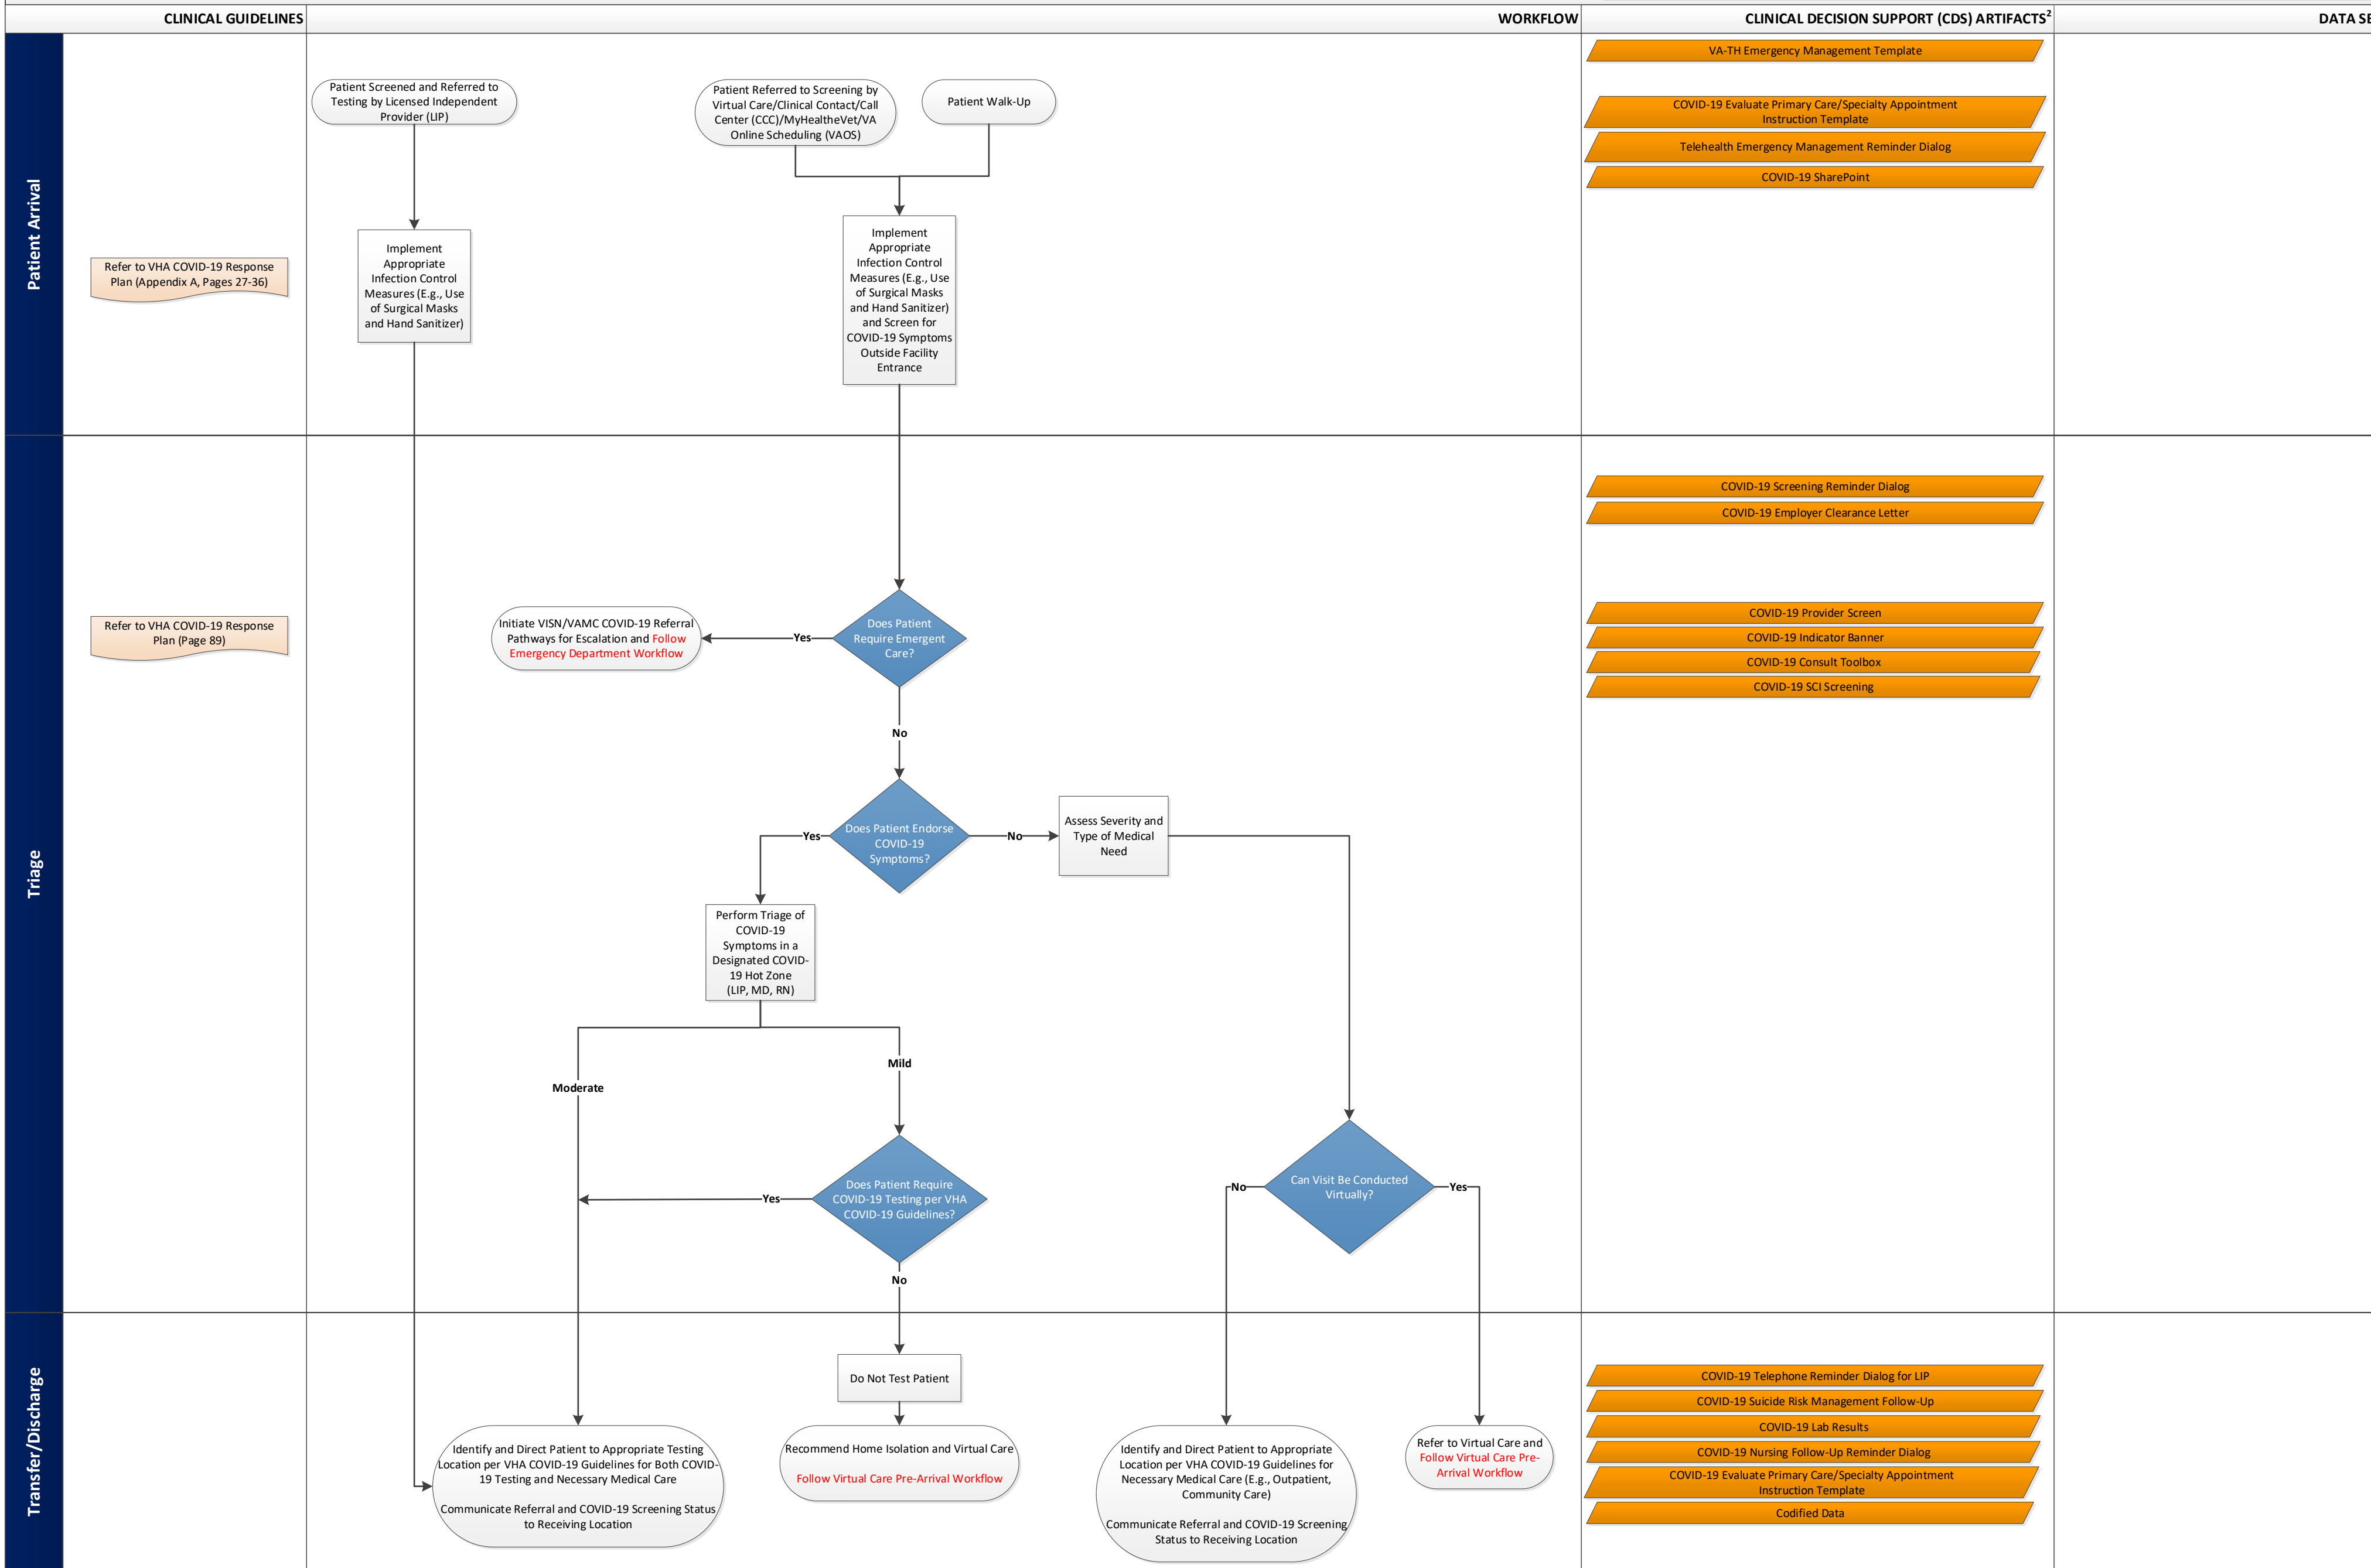 CLINICAL GUIDELINES
WORKFLOW
CLINICAL DECISION SUPPORT (CDS) ARTIFACTS2
DATA
Patient Arrival
Refer to VHA COVID-19 Response
Plan (Appendix A, Pages 27-36)
Patient Screened and Referred to
Testing by Licensed Independent
Provider (LIP)
Patient Referred to Screening by
Virtual Care/Clinical Contact/Call
Center (CCC)/MyHealtheVet/VA
Online Scheduling (VAOS)
Patient Walk-Up
Implement
Appropriate
Infection Control
Measures (E.g., Use
of Surgical Masks
and Hand Sanitizer)
Implement
Appropriate
Infection Control
Measures (E.g., Use
of Surgical Masks
and Hand Sanitizer)
and Screen for
COVID-19 Symptoms
Outside Facility
Entrance
VA-TH Emergency Management Template
COVID-19 Evaluate Primary Care/Specialty Appointment
Instruction Template
Telehealth Emergency Management Reminder Dialog
COVID-19 SharePoint
Triage
Refer to VHA COVID-19 Response
Plan (Page 89)
Initiate VISN/VAMC COVID-19 Referral
Pathways for Escalation and Follow
Emergency Department Workflow
Yes
Does Patient
Require Emergent
Care?
No
Does Patient Endorse
COVID-19
Symptoms?
Yes
No
Assess Severity and
Type of Medical
Need
Perform Triage of
COVID-19
Symptoms in a
Designated COVID-
19 Hot Zone
(LIP, MD, RN)
Moderate
Mild
Does Patient Require
COVID-19 Testing per VHA
COVID-19 Guidelines?
Yes
No
Can Visit Be Conducted
Virtually?
No
Yes
COVID-19 Screening Reminder Dialog
COVID-19 Employer Clearance Letter
COVID-19 Provider Screen
COVID-19 Indicator Banner
COVID-19 Consult Toolbox
COVID-19 SCI Screening
Transfer/Discharge
Do Not Test Patient
Identify and Direct Patient to Appropriate Testing
Location per VHA COVID-19 Guidelines for Both COVID-
19 Testing and Necessary Medical Care
Communicate Referral and COVID-19 Screening Status
to Receiving Location
Recommend Home Isolation and Virtual Care
Follow Virtual Care Pre-Arrival Workflow
Identify and Direct Patient to Appropriate
Location per VHA COVID-19 Guidelines for
Necessary Medical Care (E.g., Outpatient,
Community Care)
Communicate Referral and COVID-19 Screening
Status to Receiving Location
Refer to Virtual Care and
Follow Virtual Care Pre-
Arrival Workflow
COVID-19 Telephone Reminder Dialog for LIP
COVID-19 Suicide Risk Management Follow-Up
COVID-19 Lab Results
COVID-19 Nursing Follow-Up Reminder Dialog
COVID-19 Evaluate Primary Care/Specialty Appointment
Instruction Template
Codified Data